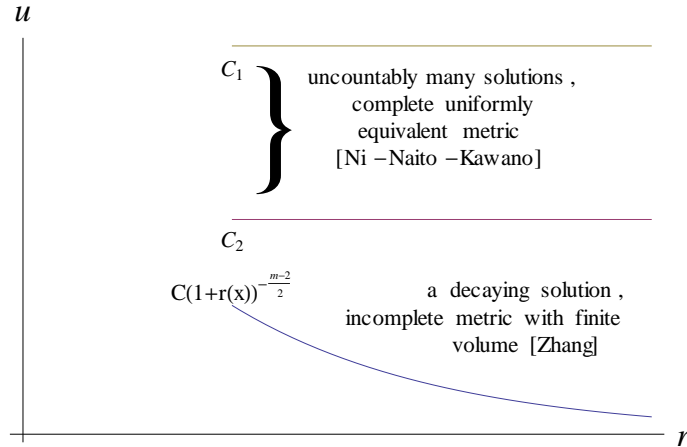 u
C₁
uncountably many solutions ,
complete uniformly
equivalent metric
[Ni −Naito −Kawano]
C₂
C(1+r(x))^{-\frac{m-2}{2}}
a decaying solution ,
incomplete metric with finite
volume [Zhang]
r